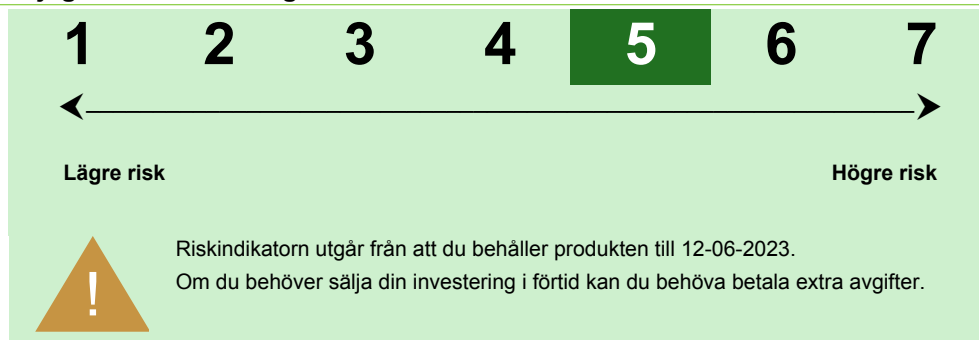 1 2 3 4 5 6 7
Lägre risk Högre risk
Riskindikatorn utgår från att du behåller produkten till 12-06-2023.
! Om du behöver sälja din investering i förtid kan du behöva betala extra avgifter.